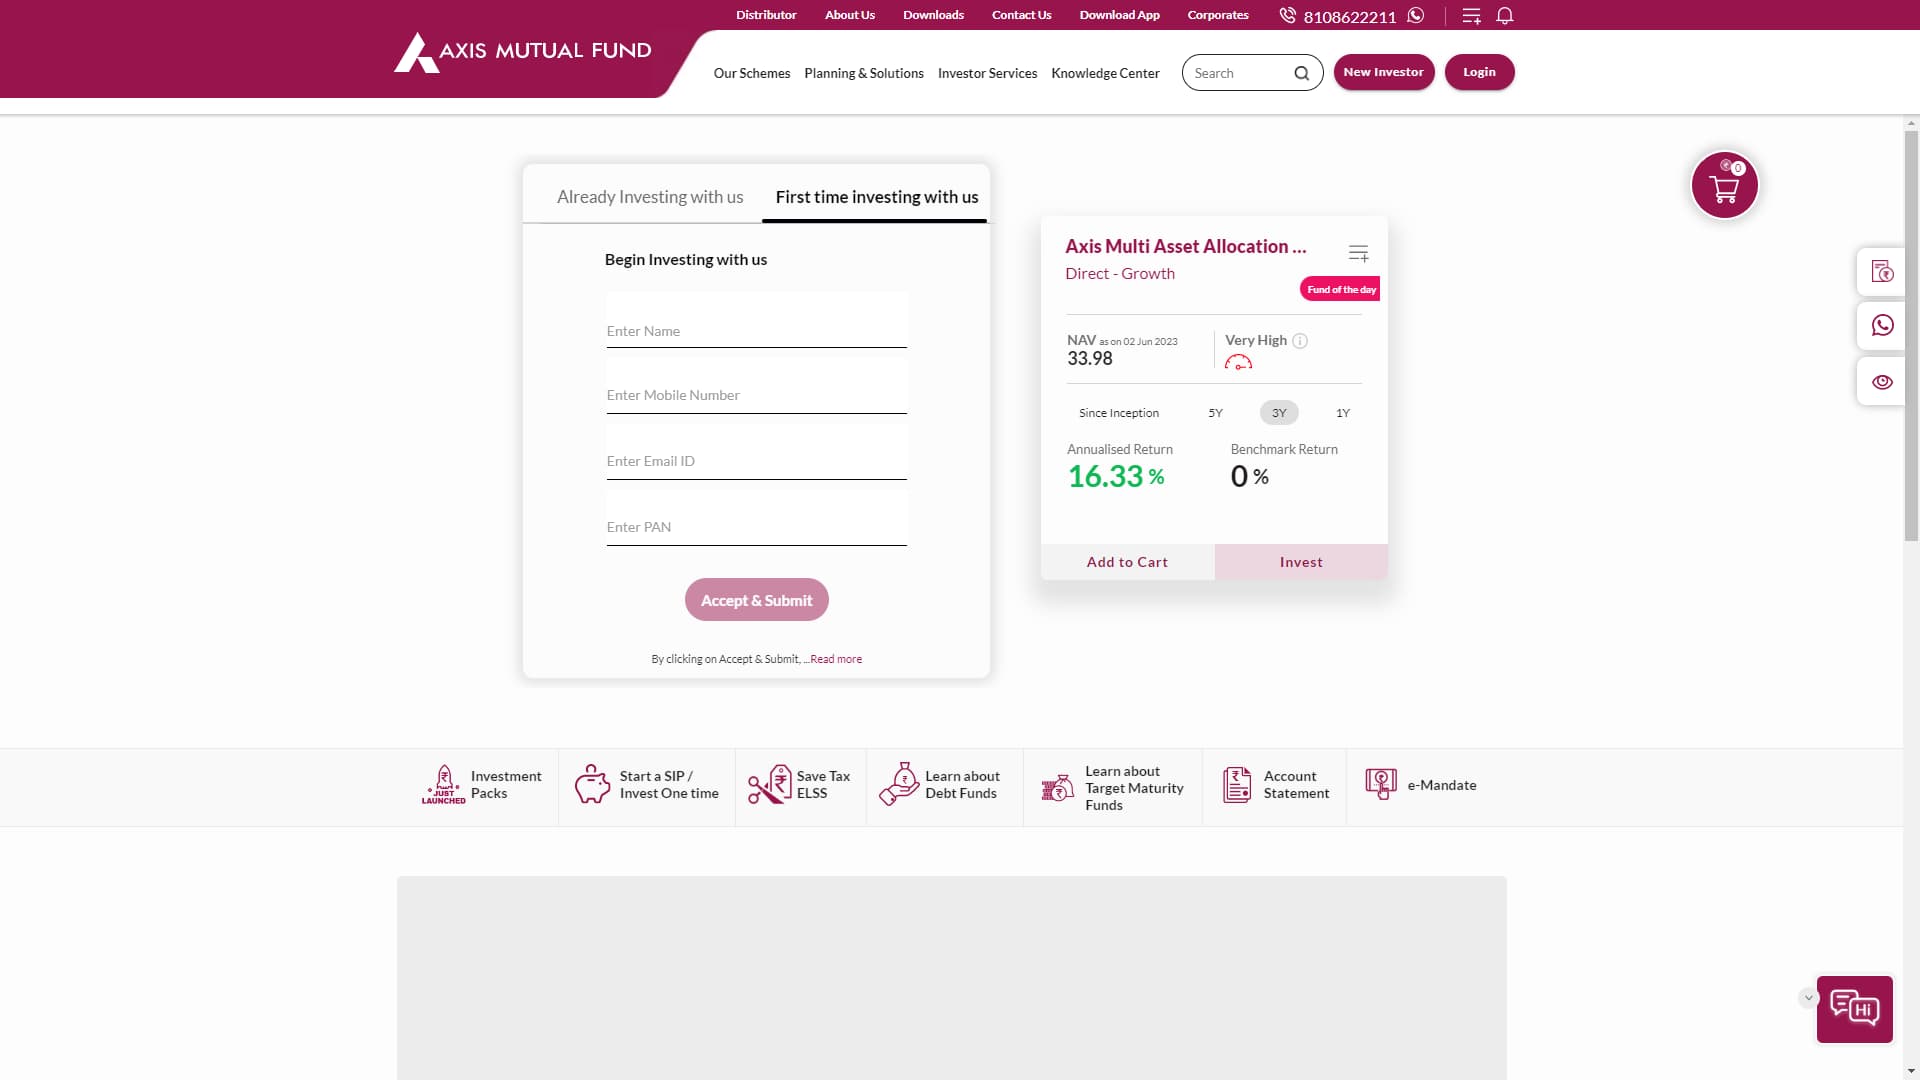 Distributor About Us Downloads Contact Us Download App Corporates 8108622211
AXIS MUTUAL FUND
Our Schemes Planning & Solutions Investor Services Knowledge Center Search New Investor Login
0
Already Investing with us First time investing with us
Begin Investing with us
Enter Name
Enter Mobile Number
Enter Email ID
Enter PAN
Accept & Submit
By clicking on Accept & Submit, ...Read more
Axis Multi Asset Allocation ...
Direct - Growth
Fund of the day
NAV as on 02 Jun 2023
33.98
Very High
Since Inception 5Y 3Y 1Y
Annualised Return Benchmark Return
16.33 % 0 %
Add to Cart Invest
JUST
LAUNCHED
Investment
Packs
Start a SIP /
Invest One time
Save Tax
ELSS
Learn about
Debt Funds
Learn about
Target Maturity
Funds
Account
Statement
e-Mandate
Hi